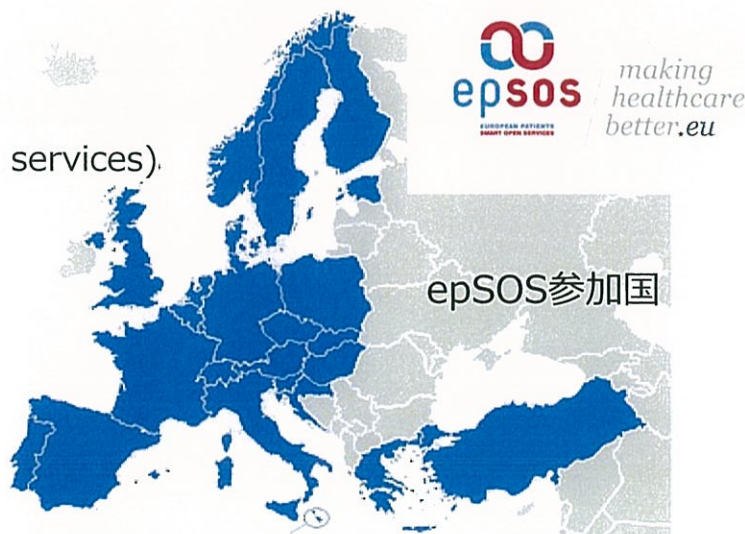 epsos
EUROPEAN PATIENTS
SMART OPEN SERVICES
making
healthcare
better.eu
services)
epSOS参加国